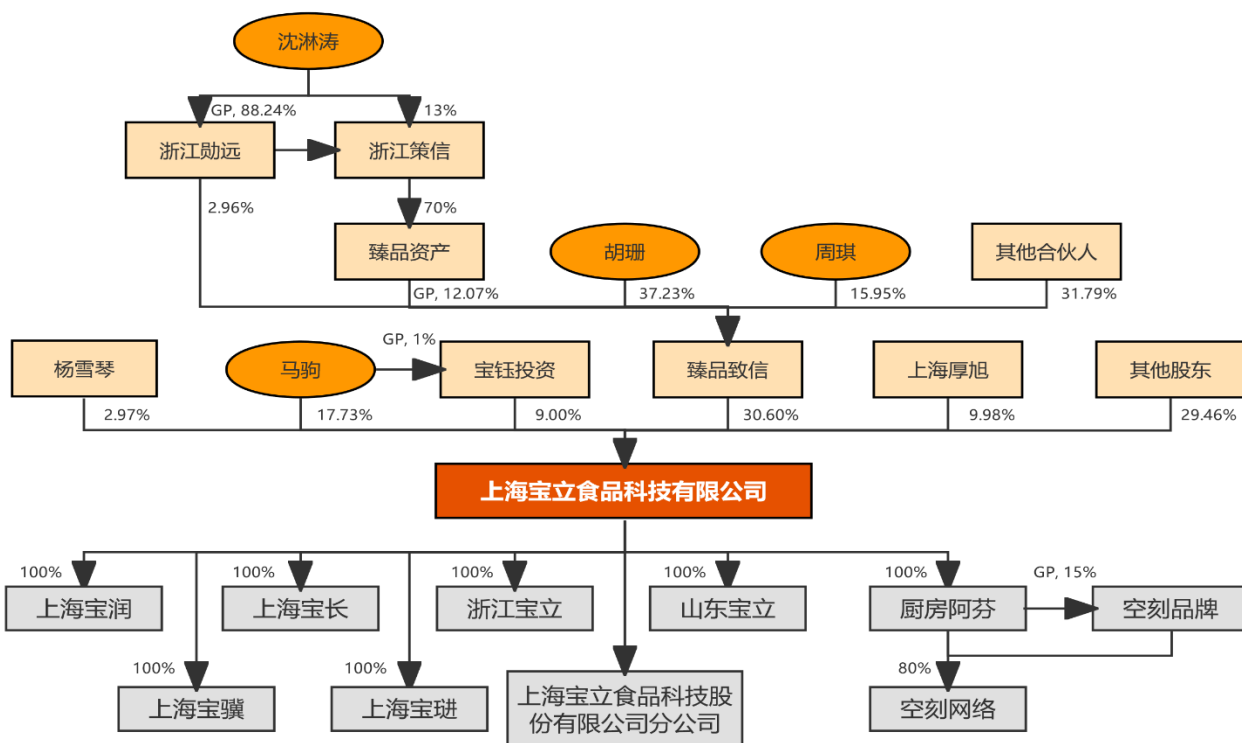 沈淋涛
GP, 88.24%
13%
浙江勋远
浙江策信
2.96%
70%
臻品资产
胡珊
周琪
其他合伙人
GP, 12.07%
37.23%
15.95%
31.79%
GP, 1%
杨雪琴
马驹
宝钰投资
臻品致信
上海厚旭
其他股东
2.97%
17.73%
9.00%
30.60%
9.98%
29.46%
上海宝立食品科技有限公司
100%
100%
100%
100%
100%
GP, 15%
上海宝润
上海宝长
浙江宝立
山东宝立
厨房阿芬
空刻品牌
100%
100%
80%
上海宝骥
上海宝琎
上海宝立食品科技股
份有限公司分公司
空刻网络